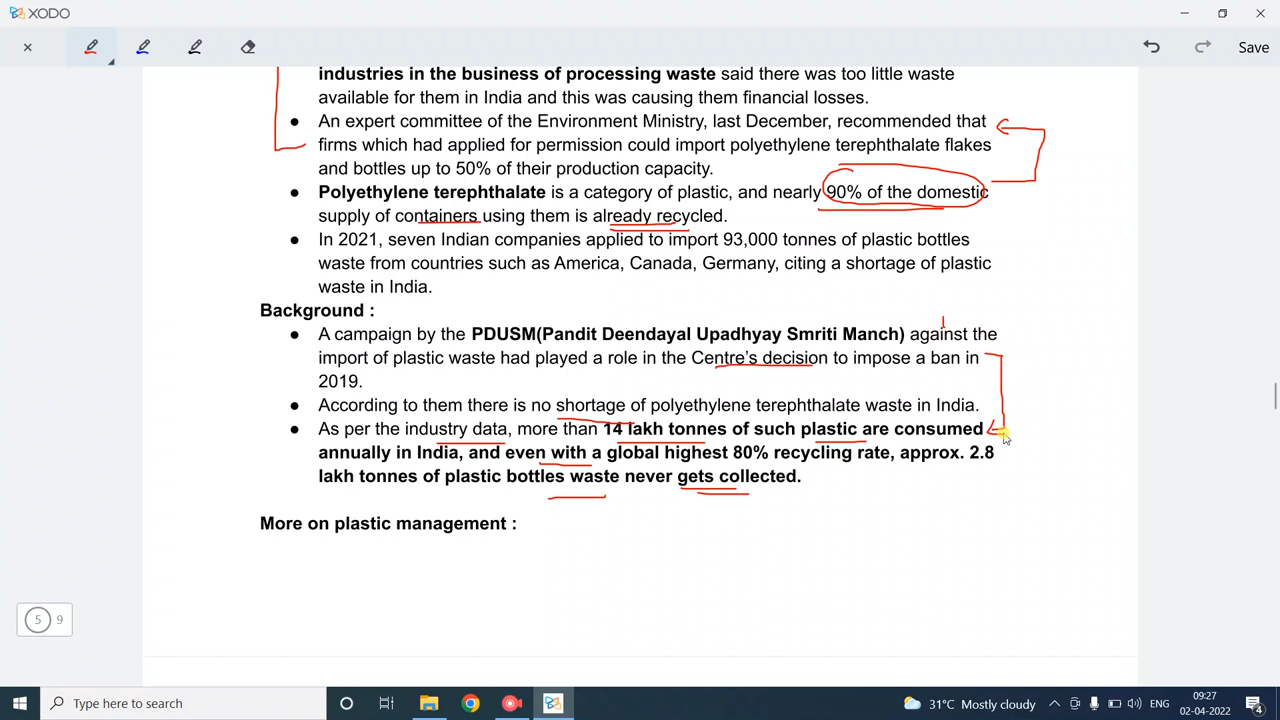 XODO
Save
industries in the business of processing waste said there was too little waste
available for them in India and this was causing them financial losses.
● An expert committee of the Environment Ministry, last December, recommended that
firms which had applied for permission could import polyethylene terephthalate flakes
and bottles up to 50% of their production capacity.
● Polyethylene terephthalate is a category of plastic, and nearly 90% of the domestic
supply of containers using them is already recycled.
● In 2021, seven Indian companies applied to import 93,000 tonnes of plastic bottles
waste from countries such as America, Canada, Germany, citing a shortage of plastic
waste in India.
Background :
● A campaign by the PDUSM(Pandit Deendayal Upadhyay Smriti Manch) against the
import of plastic waste had played a role in the Centre’s decision to impose a ban in
2019.
● According to them there is no shortage of polyethylene terephthalate waste in India.
● As per the industry data, more than 14 lakh tonnes of such plastic are consumed
annually in India, and even with a global highest 80% recycling rate, approx. 2.8
lakh tonnes of plastic bottles waste never gets collected.
More on plastic management :
5 9
Type here to search
31°C Mostly cloudy
ENG
09:27
02-04-2022
4